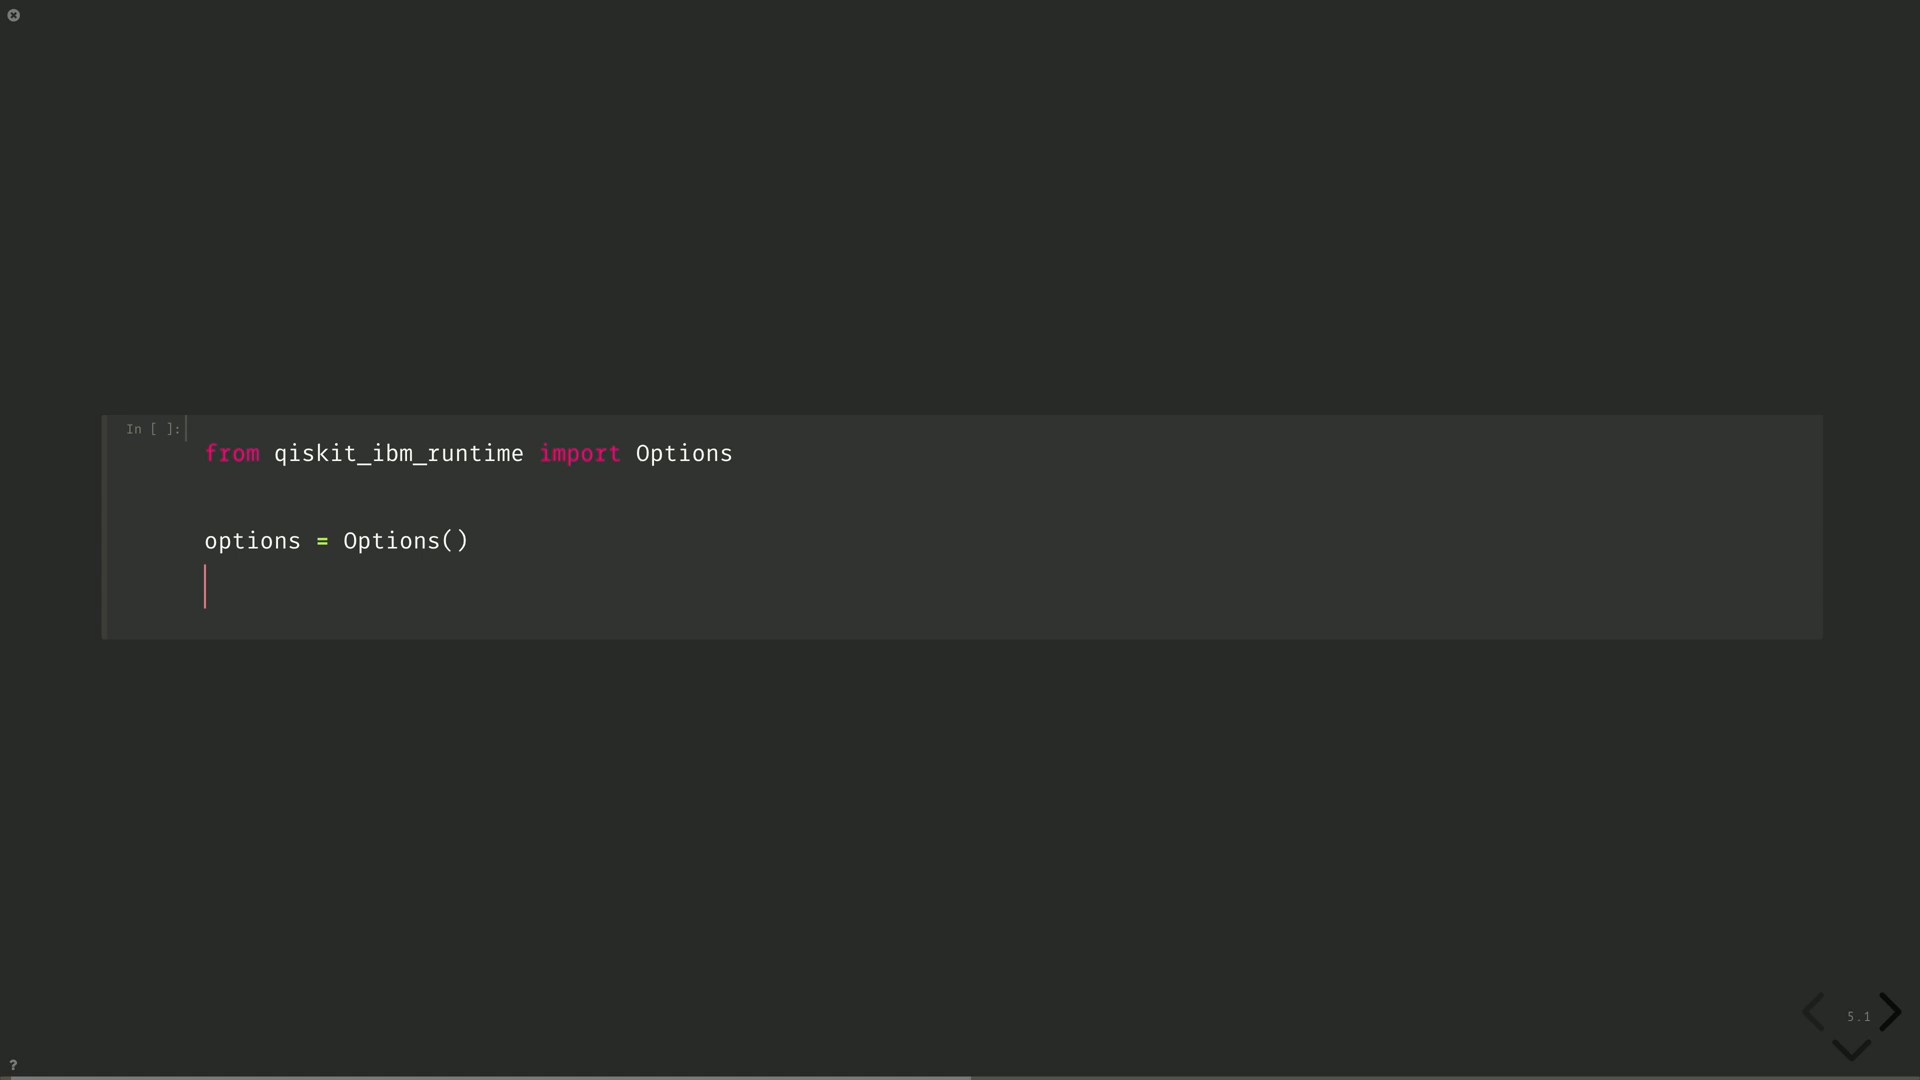 In [ ]:
from qiskit_ibm_runtime import Options
options = Options()
5.1
?